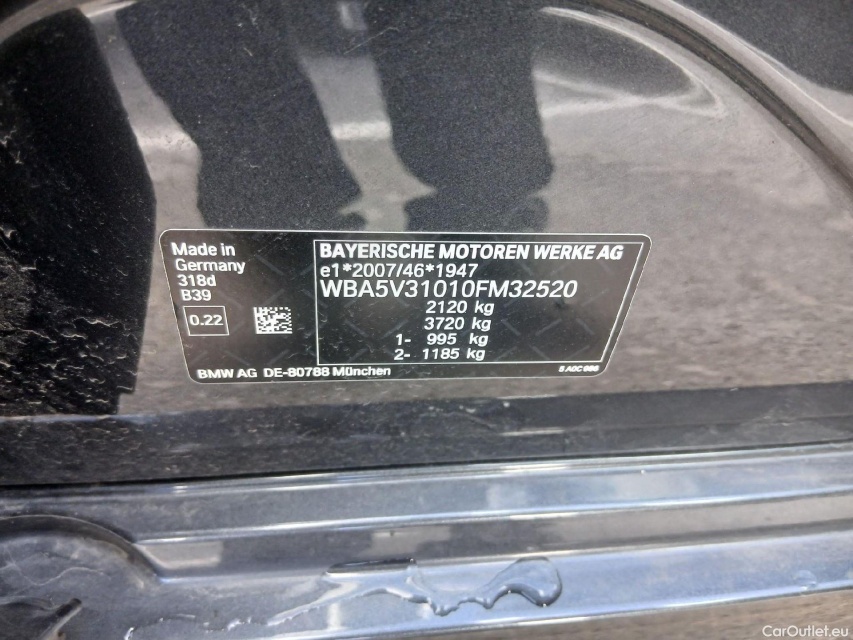 Made in
Germany
318d
B39
0.22
BAYERISCHE MOTOREN WERKE AG
e1*2007/46*1947
WBA5V31010FM32520
2120 kg
3720 kg
1- 995 kg
2- 1185 kg
BMW AG DE-80788 München
CarOutlet.eu